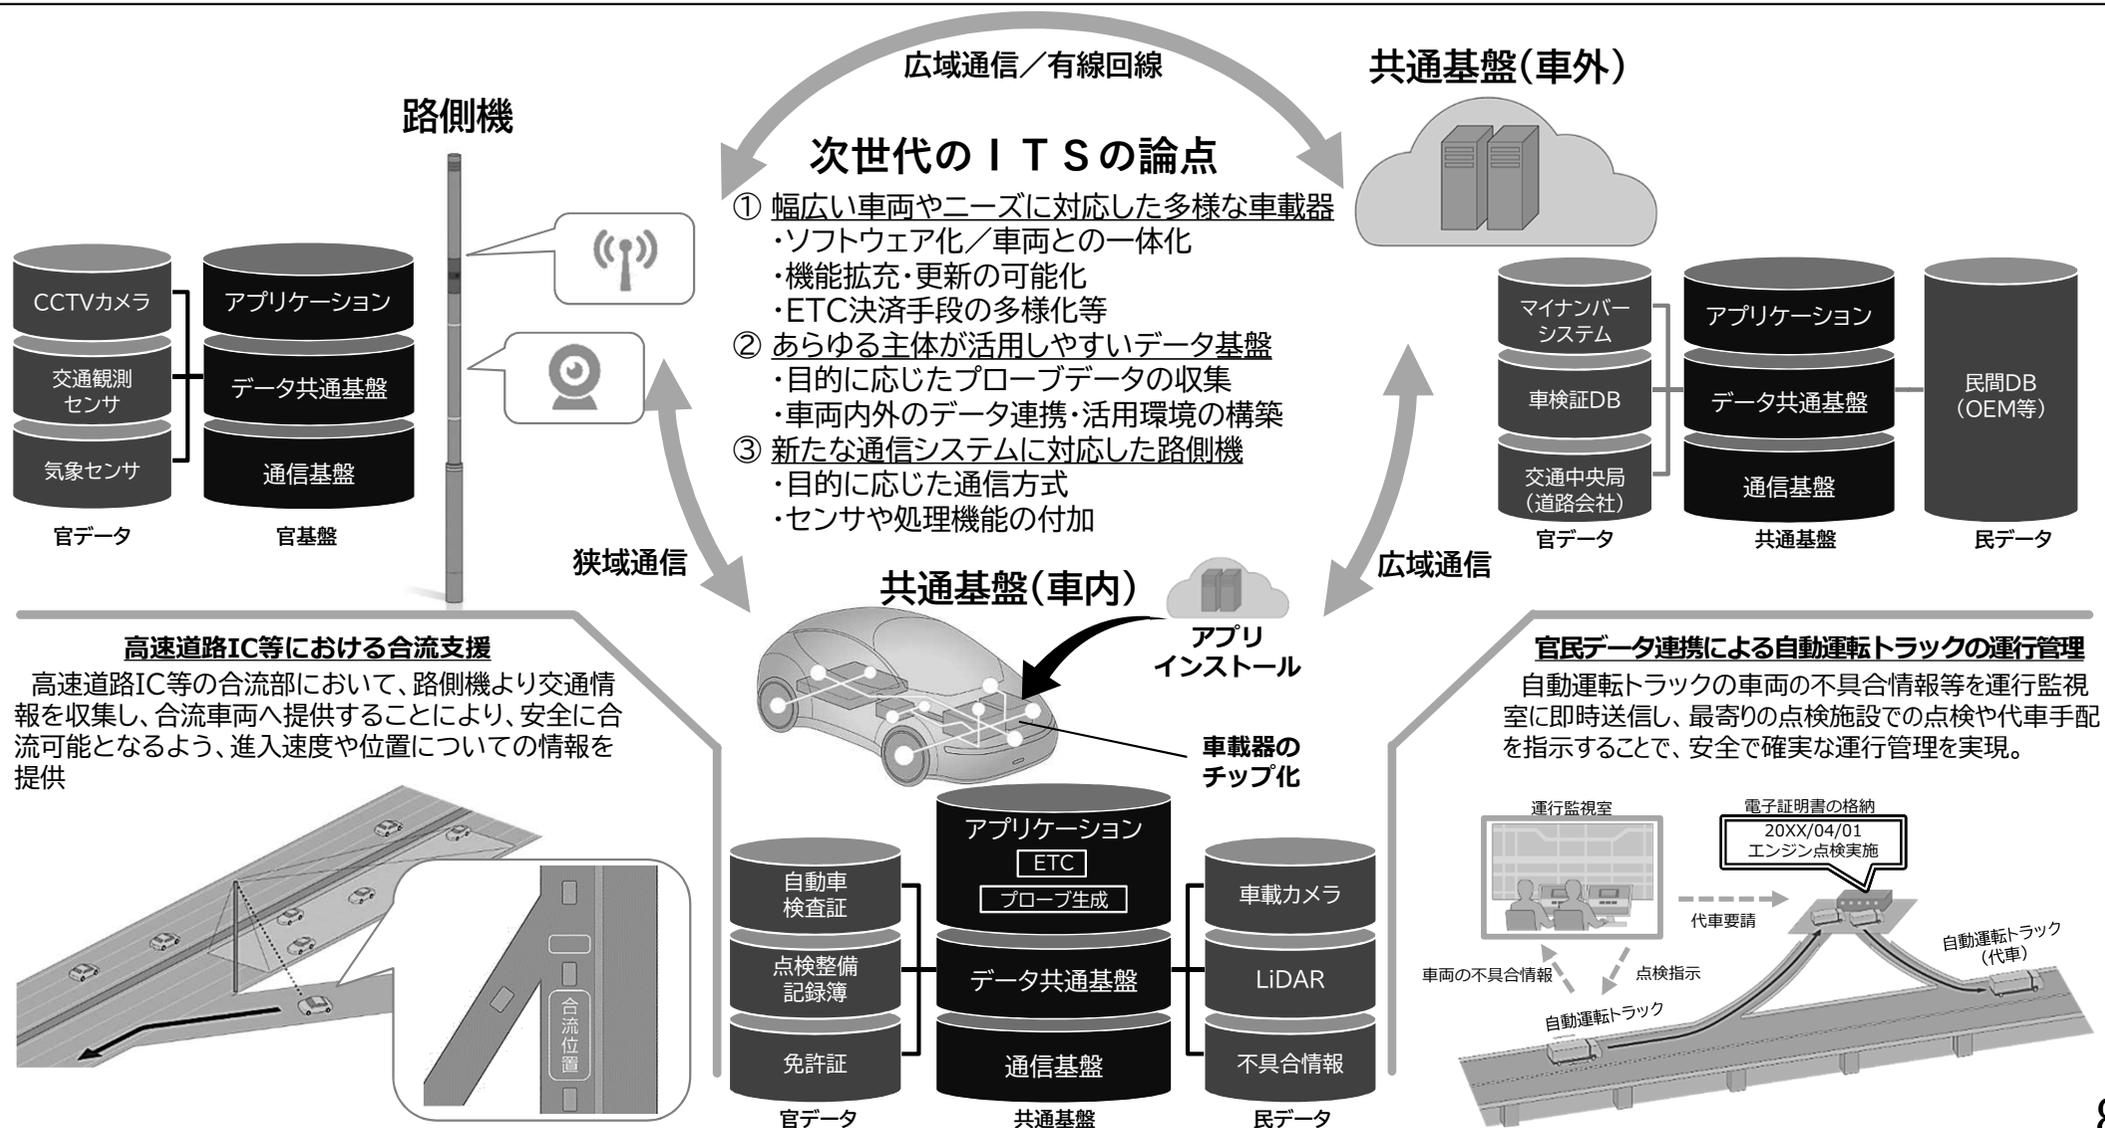 広域通信／有線回線
共通基盤(車外)
路側機
次世代のＩＴＳの論点
① 幅広い車両やニーズに対応した多様な車載器
・ソフトウェア化／車両との一体化
・機能拡充・更新の可能化
・ETC決済手段の多様化等
② あらゆる主体が活用しやすいデータ基盤
・目的に応じたプローブデータの収集
・車両内外のデータ連携・活用環境の構築
③ 新たな通信システムに対応した路側機
・目的に応じた通信方式
・センサや処理機能の付加
CCTVカメラ
交通観測
センサ
気象センサ
官データ
アプリケーション
データ共通基盤
通信基盤
官基盤
マイナンバー
システム
車検証DB
交通中央局
（道路会社）
官データ
アプリケーション
データ共通基盤
通信基盤
共通基盤
民間DB
（OEM等）
民データ
狭域通信
広域通信
共通基盤(車内)
アプリ
インストール
車載器の
チップ化
自動車
検査証
点検整備
記録簿
免許証
官データ
アプリケーション
ETC
プローブ生成
データ共通基盤
通信基盤
共通基盤
車載カメラ
LiDAR
不具合情報
民データ
高速道路IC等における合流支援
高速道路IC等の合流部において、路側機より交通情
報を収集し、合流車両へ提供することにより、安全に合
流可能となるよう、進入速度や位置についての情報を
提供
合流位置
官民データ連携による自動運転トラックの運行管理
自動運転トラックの車両の不具合情報等を運行監視
室に即時送信し、最寄りの点検施設での点検や代車手配
を指示することで、安全で確実な運行管理を実現。
運行監視室
電子証明書の格納
20XX/04/01
エンジン点検実施
代車要請
車両の不具合情報
点検指示
自動運転トラック
自動運転トラック
（代車）